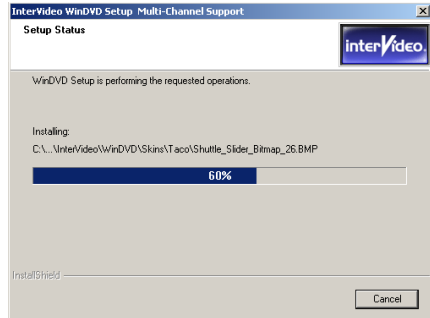 InterVideo WinDVD Setup Multi-Channel Support
Setup Status
interVideo.
WinDVD Setup is performing the requested operations.
Installing:
C:\...\InterVideo\WinDVD\Skins\Taco\Shuttle_Slider_Bitmap_26.BMP
60%
InstallShield
Cancel